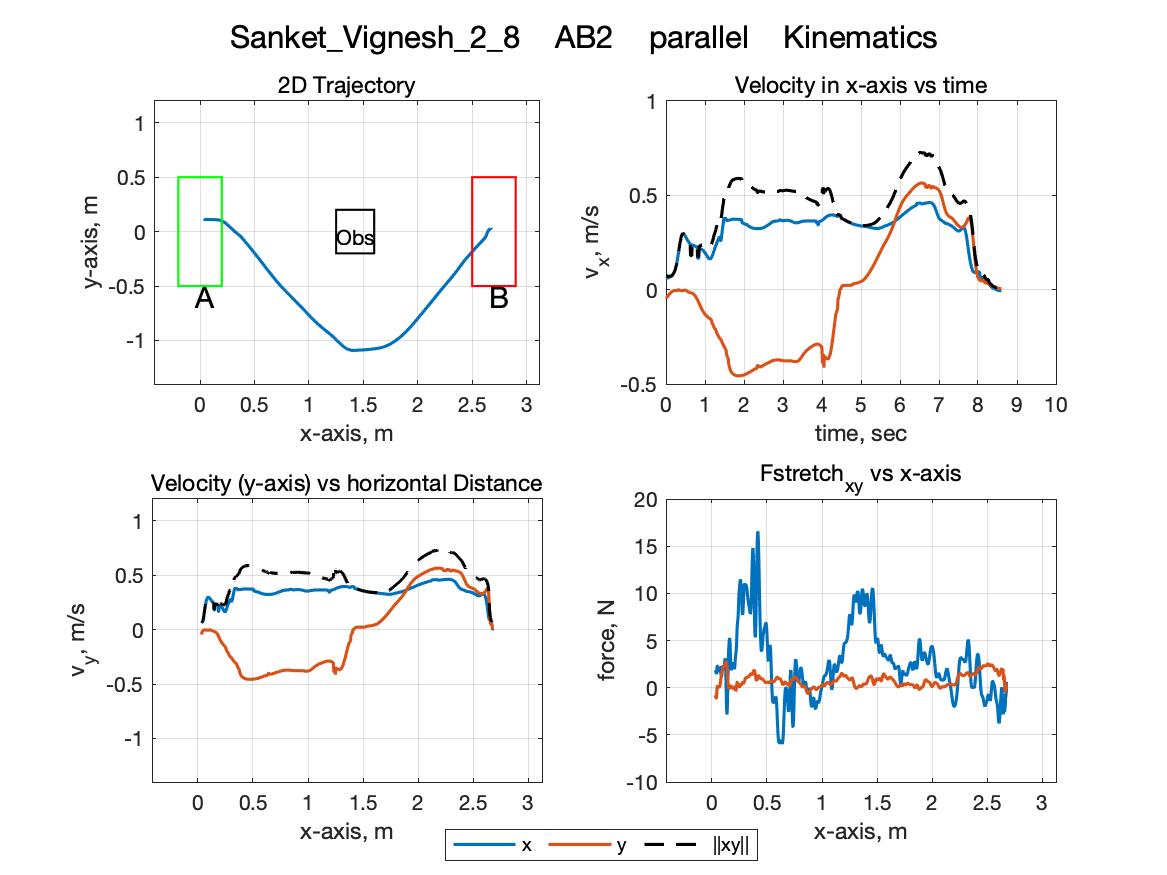 Sanket_Vignesh_2_8 AB2 parallel Kinematics
2D Trajectory
1
0.5
0
-0.5
-1
y-axis, m
Obs
A
B
0 0.5 1 1.5 2 2.5 3
x-axis, m
Velocity in x-axis vs time
1
0.5
0
-0.5
v_x, m/s
0 1 2 3 4 5 6 7 8 9 10
time, sec
Velocity (y-axis) vs horizontal Distance
1
0.5
0
-0.5
-1
v_y, m/s
0 0.5 1 1.5 2 2.5 3
x-axis, m
Fstretch_xy vs x-axis
20
15
10
5
0
-5
-10
force, N
0 0.5 1 1.5 2 2.5 3
x-axis, m
x y ||xy||